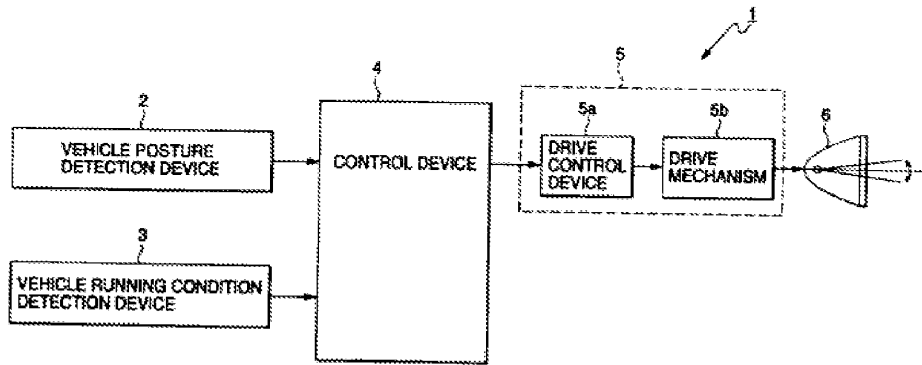 1
2
VEHICLE POSTURE
DETECTION DEVICE
3
VEHICLE RUNNING CONDITION
DETECTION DEVICE
4
CONTROL DEVICE
5
5a
DRIVE
CONTROL
DEVICE
5b
DRIVE
MECHANISM
6